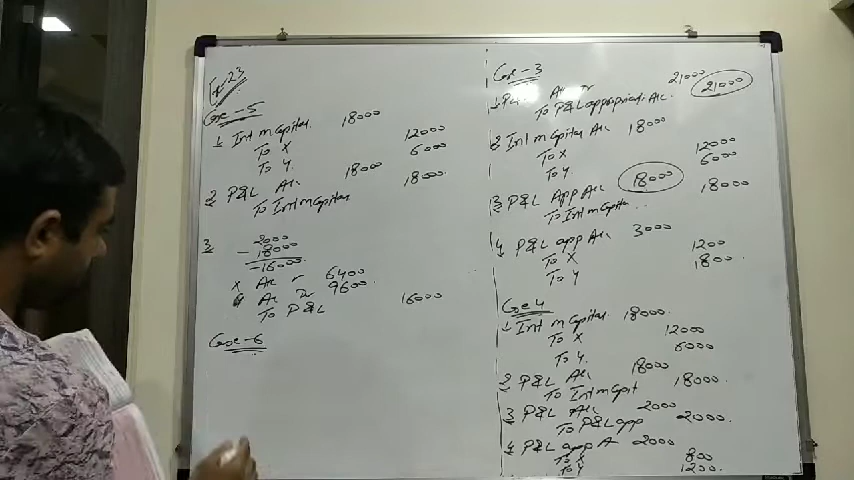 Ex-23
Case-5
1 Int on Capital. 18000
To X 12000
To Y. 6000
2 P&L A/c 18000
To Int on Capital 18000
3 2000
- 18000
-16000
X A/c Dr 6400
Y A/c Dr 9600
To P&L 16000
Case-6
Case-3
1 P&L A/c Dr 21000
To P&L appropriation A/c. 21000
2 Int on Capital A/c 18000
To X 12000
To Y. 6000
3 P&L App A/c 18000
To Int on Capital 18000
4 P&L app A/c 3000
To X 1200
To Y 1800
Case 4
1 Int on Capital 18000
To X 12000
To Y. 6000
2 P&L A/c 18000
To Int on Capit 18000
3 P&L A/c 2000
To P&L app 2000
4 P&L app A 2000
To X 800
To Y 1200